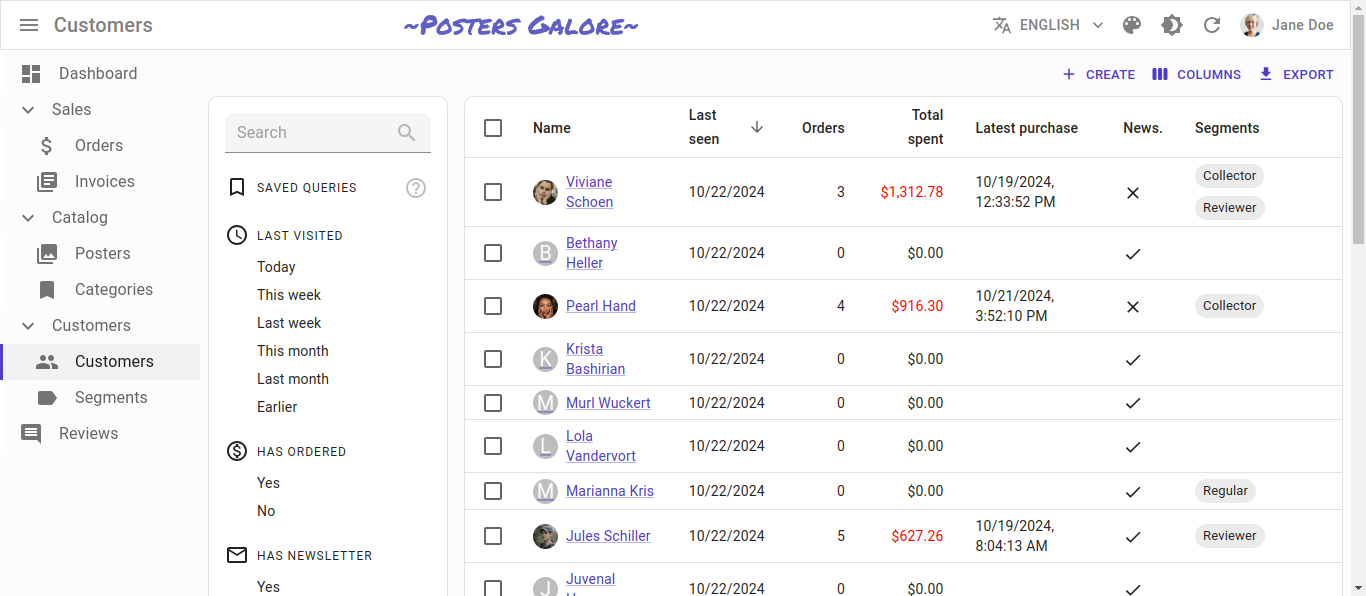 Customers
~Posters Galore~
ENGLISH
Jane Doe
Dashboard
Sales
Orders
Invoices
Catalog
Posters
Categories
Customers
Customers
Segments
Reviews
CREATE
COLUMNS
EXPORT
Search
SAVED QUERIES
LAST VISITED
Today
This week
Last week
This month
Last month
Earlier
HAS ORDERED
Yes
No
HAS NEWSLETTER
Yes
Name
Last seen
Orders
Total spent
Latest purchase
News.
Segments
Viviane Schoen
10/22/2024
3
$1,312.78
10/19/2024, 12:33:52 PM
Collector
Reviewer
B
Bethany Heller
10/22/2024
0
$0.00
Pearl Hand
10/22/2024
4
$916.30
10/21/2024, 3:52:10 PM
Collector
K
Krista Bashirian
10/22/2024
0
$0.00
M
Murl Wuckert
10/22/2024
0
$0.00
L
Lola Vandervort
10/22/2024
0
$0.00
M
Marianna Kris
10/22/2024
0
$0.00
Regular
Jules Schiller
10/22/2024
5
$627.26
10/19/2024, 8:04:13 AM
Reviewer
J
Juvenal
10/22/2024
0
$0.00